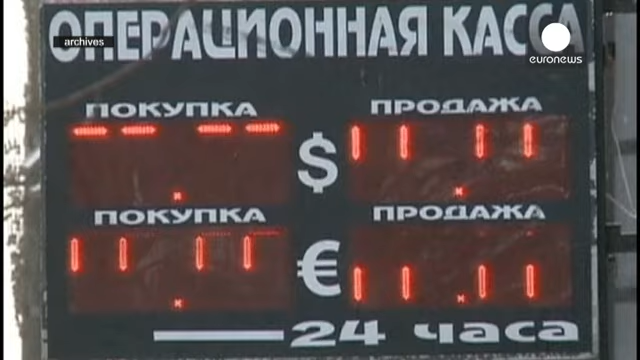 ОПЕРАЦИОННАЯ КАССА
archives
euronews
ПОКУПКА ПРОДАЖА
$
ПОКУПКА ПРОДАЖА
€
24 часа